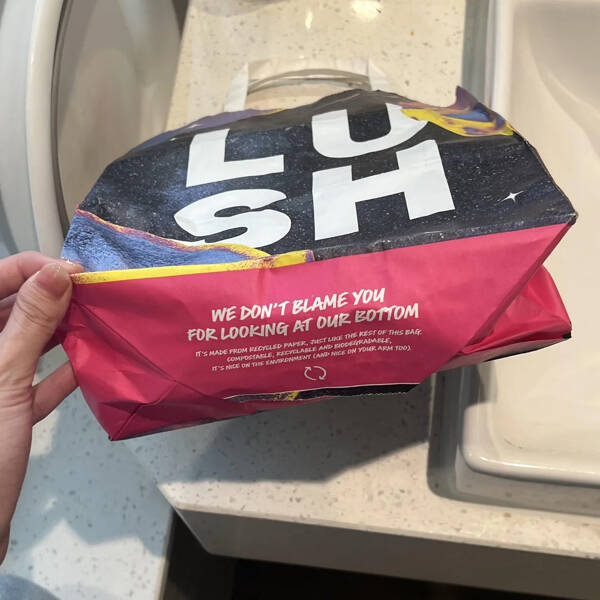 LU
SH
WE DON'T BLAME YOU
FOR LOOKING AT OUR BOTTOM
IT'S MADE FROM RECYCLED PAPER, JUST LIKE THE REST OF THIS BAG.
COMPOSTABLE, RECYCLABLE AND BIODEGRADABLE,
IT'S NICE ON THE ENVIRONMENT (AND NICE ON YOUR ARM TOO).